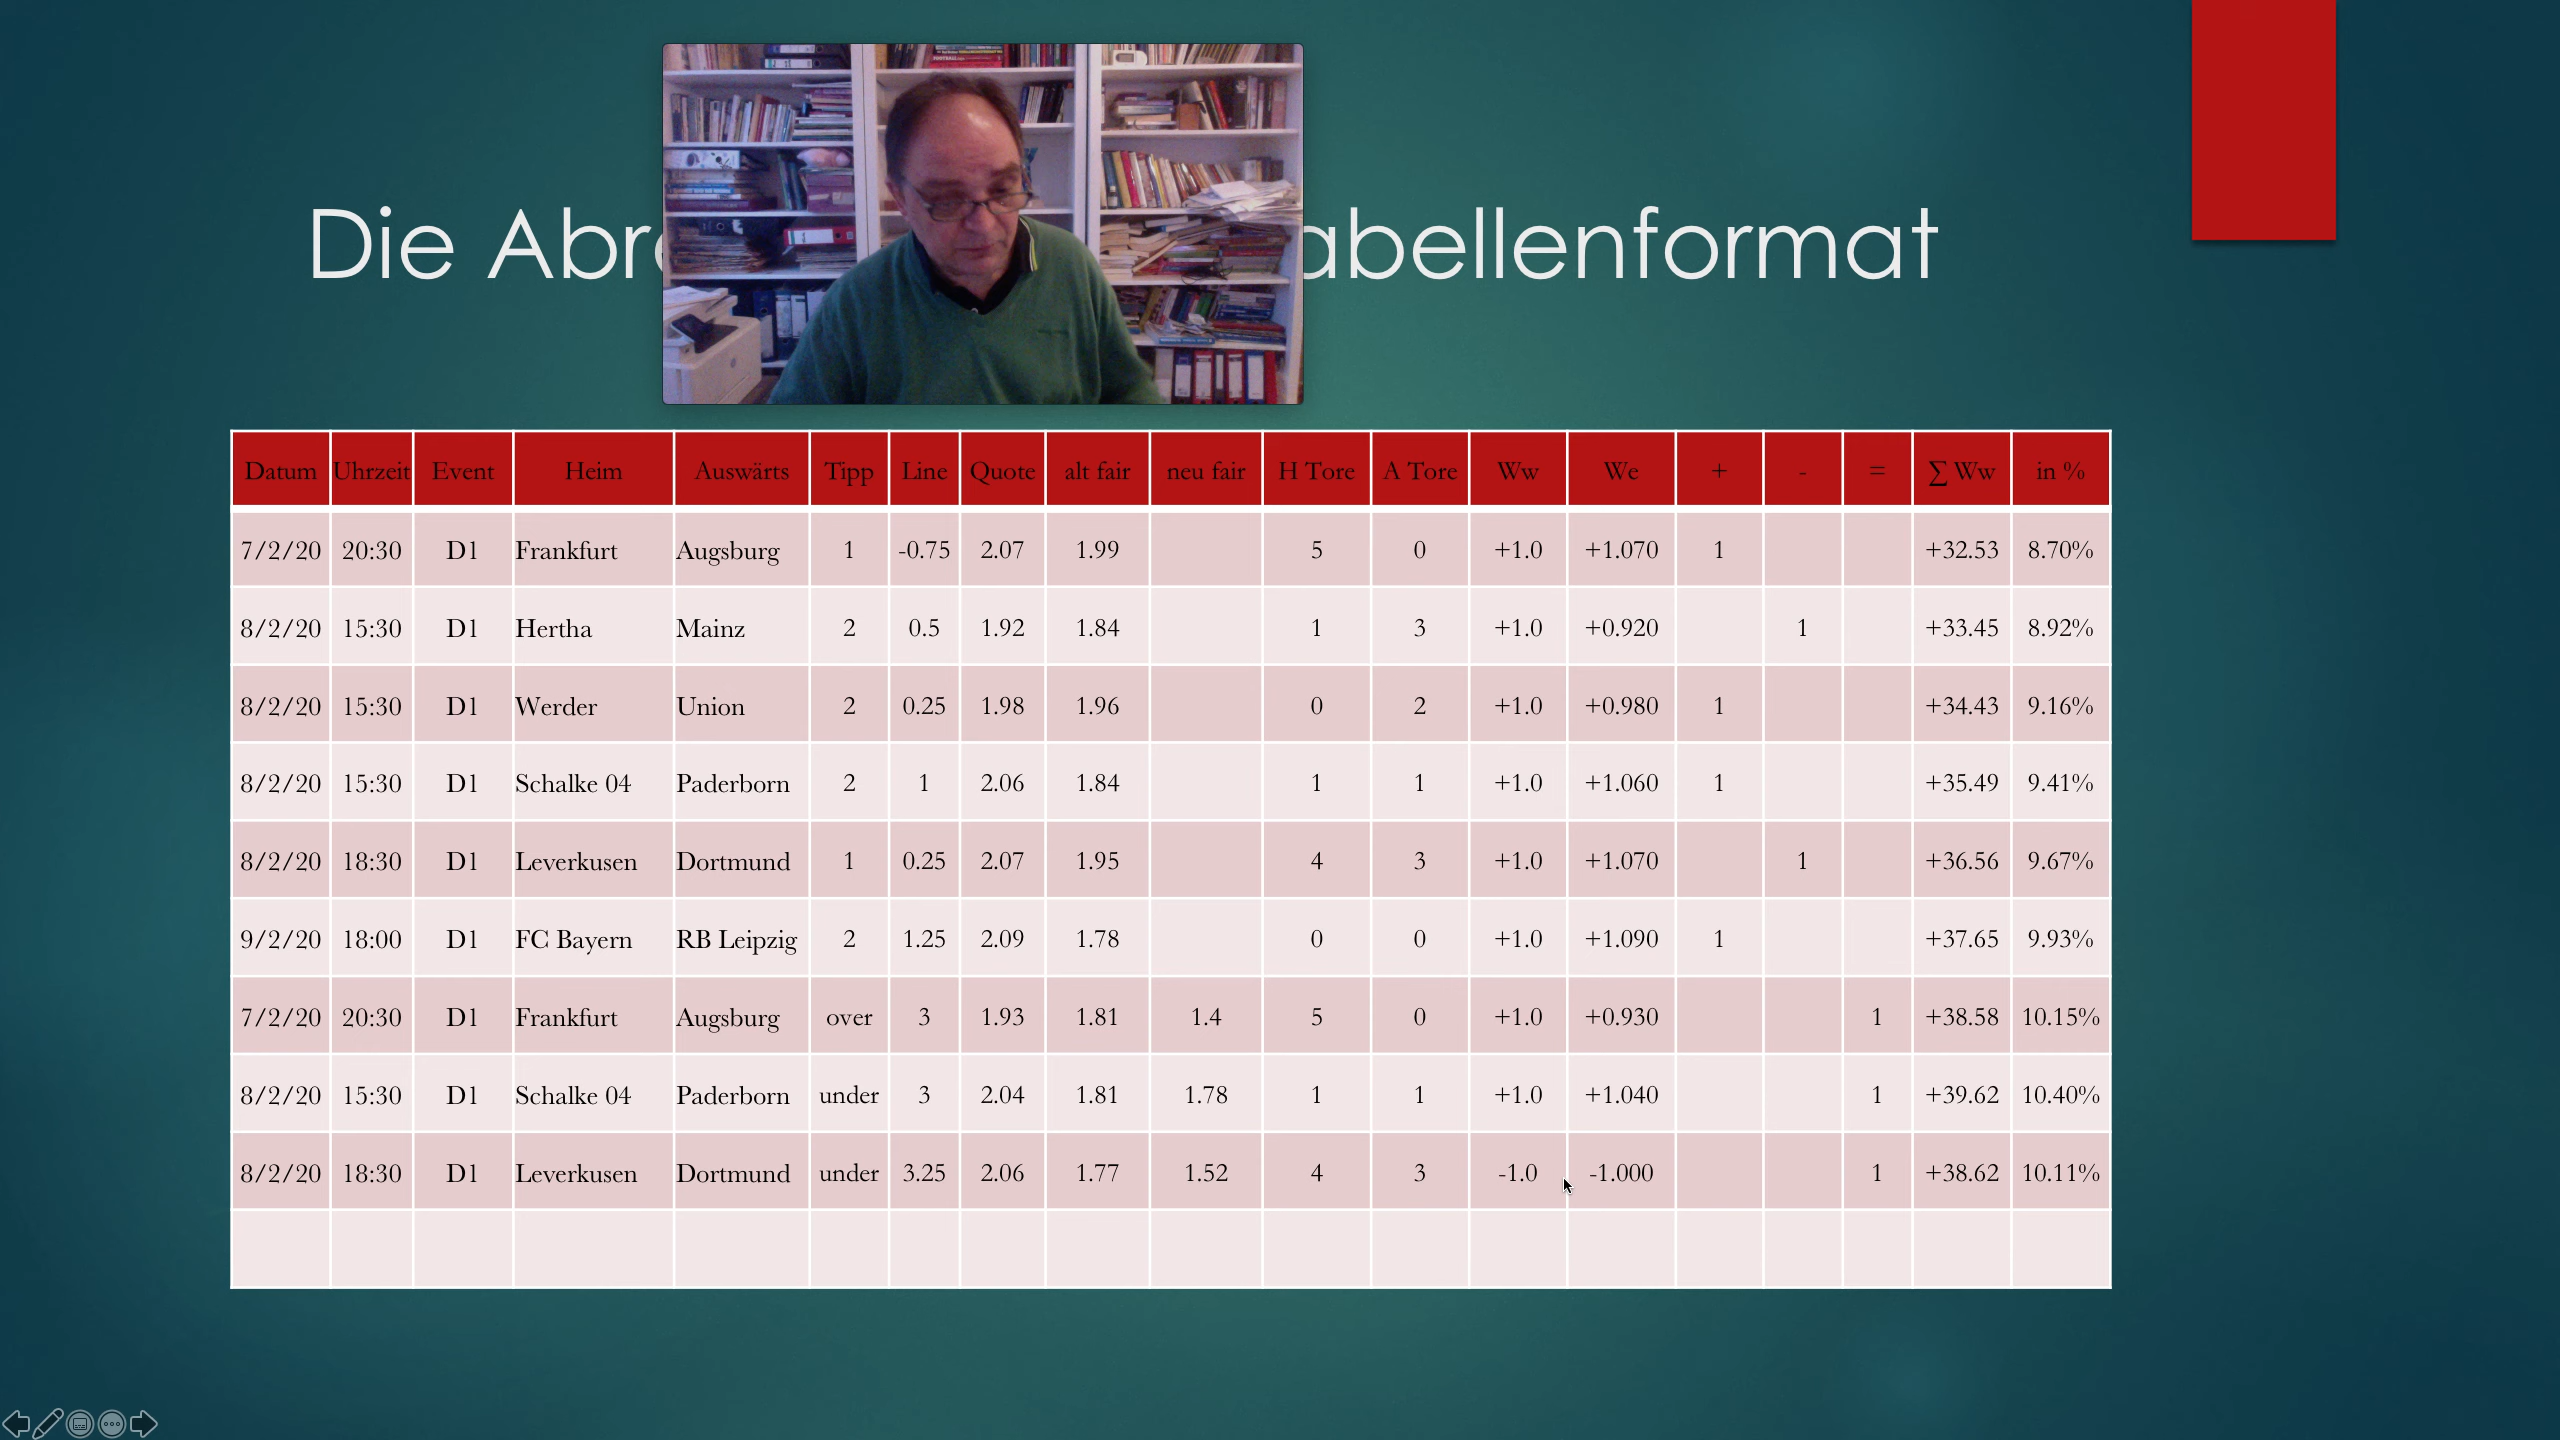 Die Abre abellenformat
Datum Uhrzeit Event Heim Auswärts Tipp Line Quote alt fair neu fair H Tore A Tore Ww We + - = ∑ Ww in %
7/2/20 20:30 D1 Frankfurt Augsburg 1 -0.75 2.07 1.99 5 0 +1.0 +1.070 1 +32.53 8.70%
8/2/20 15:30 D1 Hertha Mainz 2 0.5 1.92 1.84 1 3 +1.0 +0.920 1 +33.45 8.92%
8/2/20 15:30 D1 Werder Union 2 0.25 1.98 1.96 0 2 +1.0 +0.980 1 +34.43 9.16%
8/2/20 15:30 D1 Schalke 04 Paderborn 2 1 2.06 1.84 1 1 +1.0 +1.060 1 +35.49 9.41%
8/2/20 18:30 D1 Leverkusen Dortmund 1 0.25 2.07 1.95 4 3 +1.0 +1.070 1 +36.56 9.67%
9/2/20 18:00 D1 FC Bayern RB Leipzig 2 1.25 2.09 1.78 0 0 +1.0 +1.090 1 +37.65 9.93%
7/2/20 20:30 D1 Frankfurt Augsburg over 3 1.93 1.81 1.4 5 0 +1.0 +0.930 1 +38.58 10.15%
8/2/20 15:30 D1 Schalke 04 Paderborn under 3 2.04 1.81 1.78 1 1 +1.0 +1.040 1 +39.62 10.40%
8/2/20 18:30 D1 Leverkusen Dortmund under 3.25 2.06 1.77 1.52 4 3 -1.0 -1.000 1 +38.62 10.11%